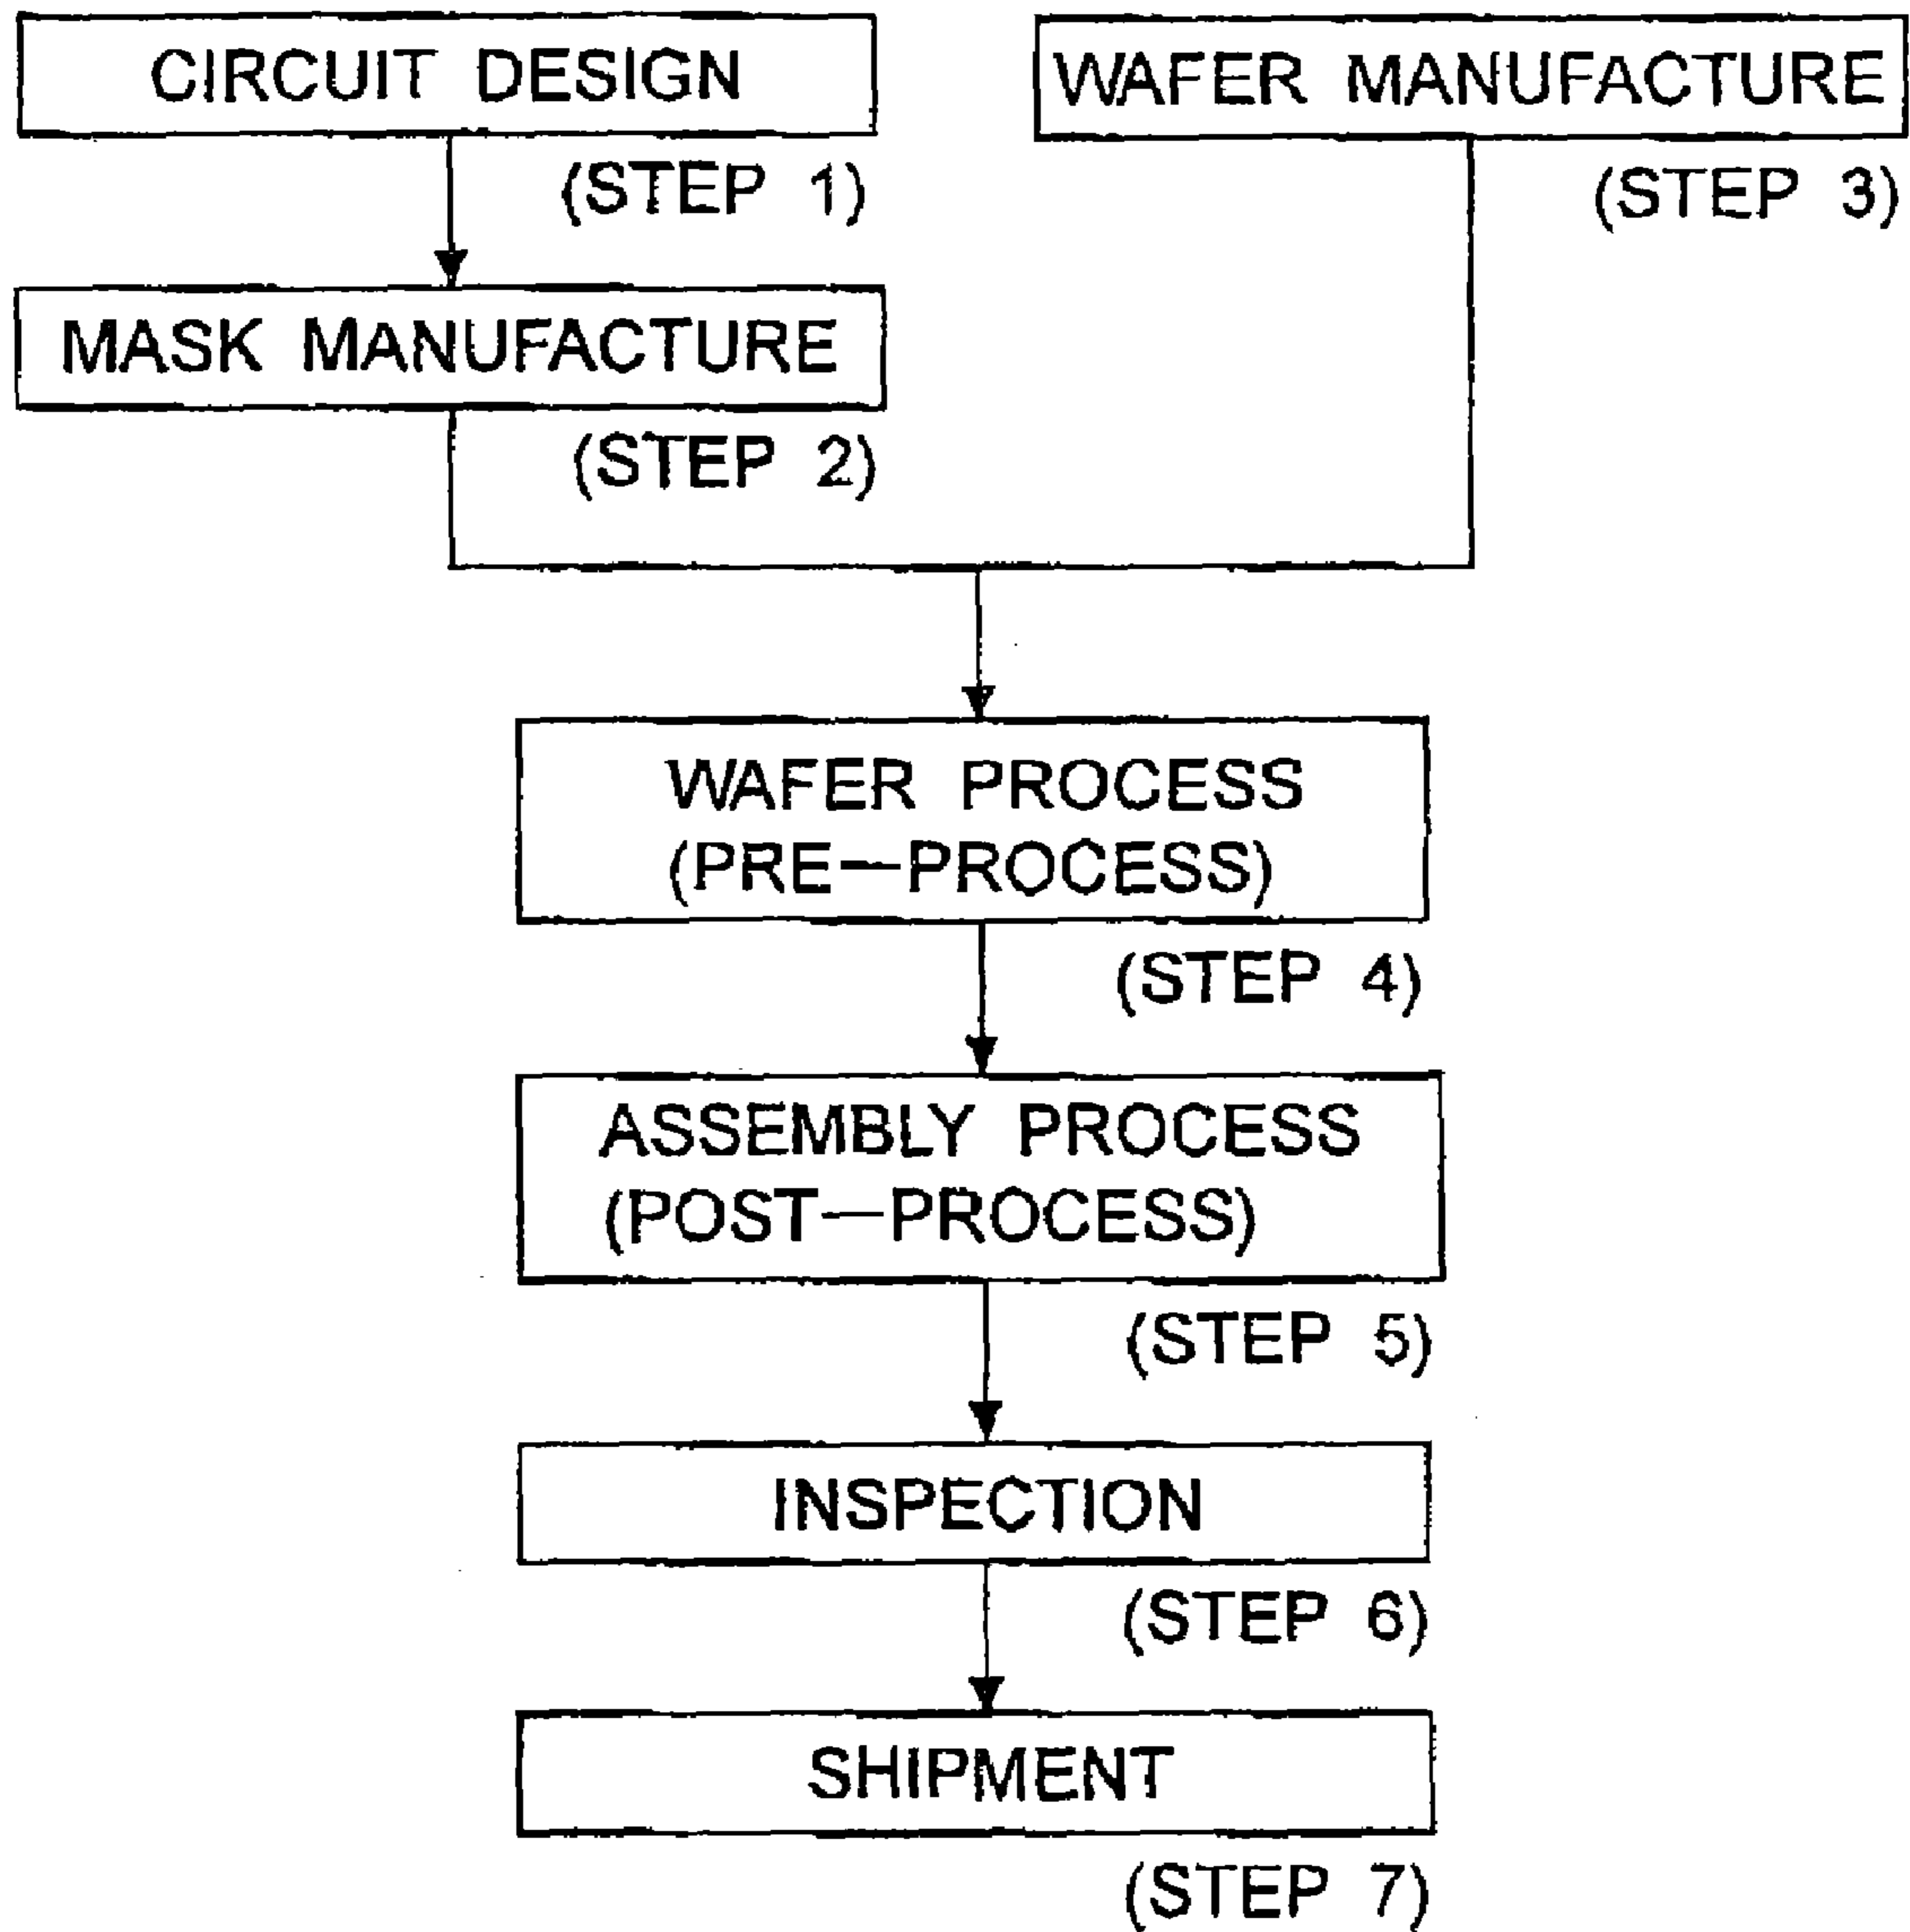 CIRCUIT DESIGN
(STEP 1)
WAFER MANUFACTURE
(STEP 3)
MASK MANUFACTURE
(STEP 2)
WAFER PROCESS
(PRE—PROCESS)
(STEP 4)
ASSEMBLY PROCESS
(POST—PROCESS)
(STEP 5)
INSPECTION
(STEP 6)
SHIPMENT
(STEP 7)